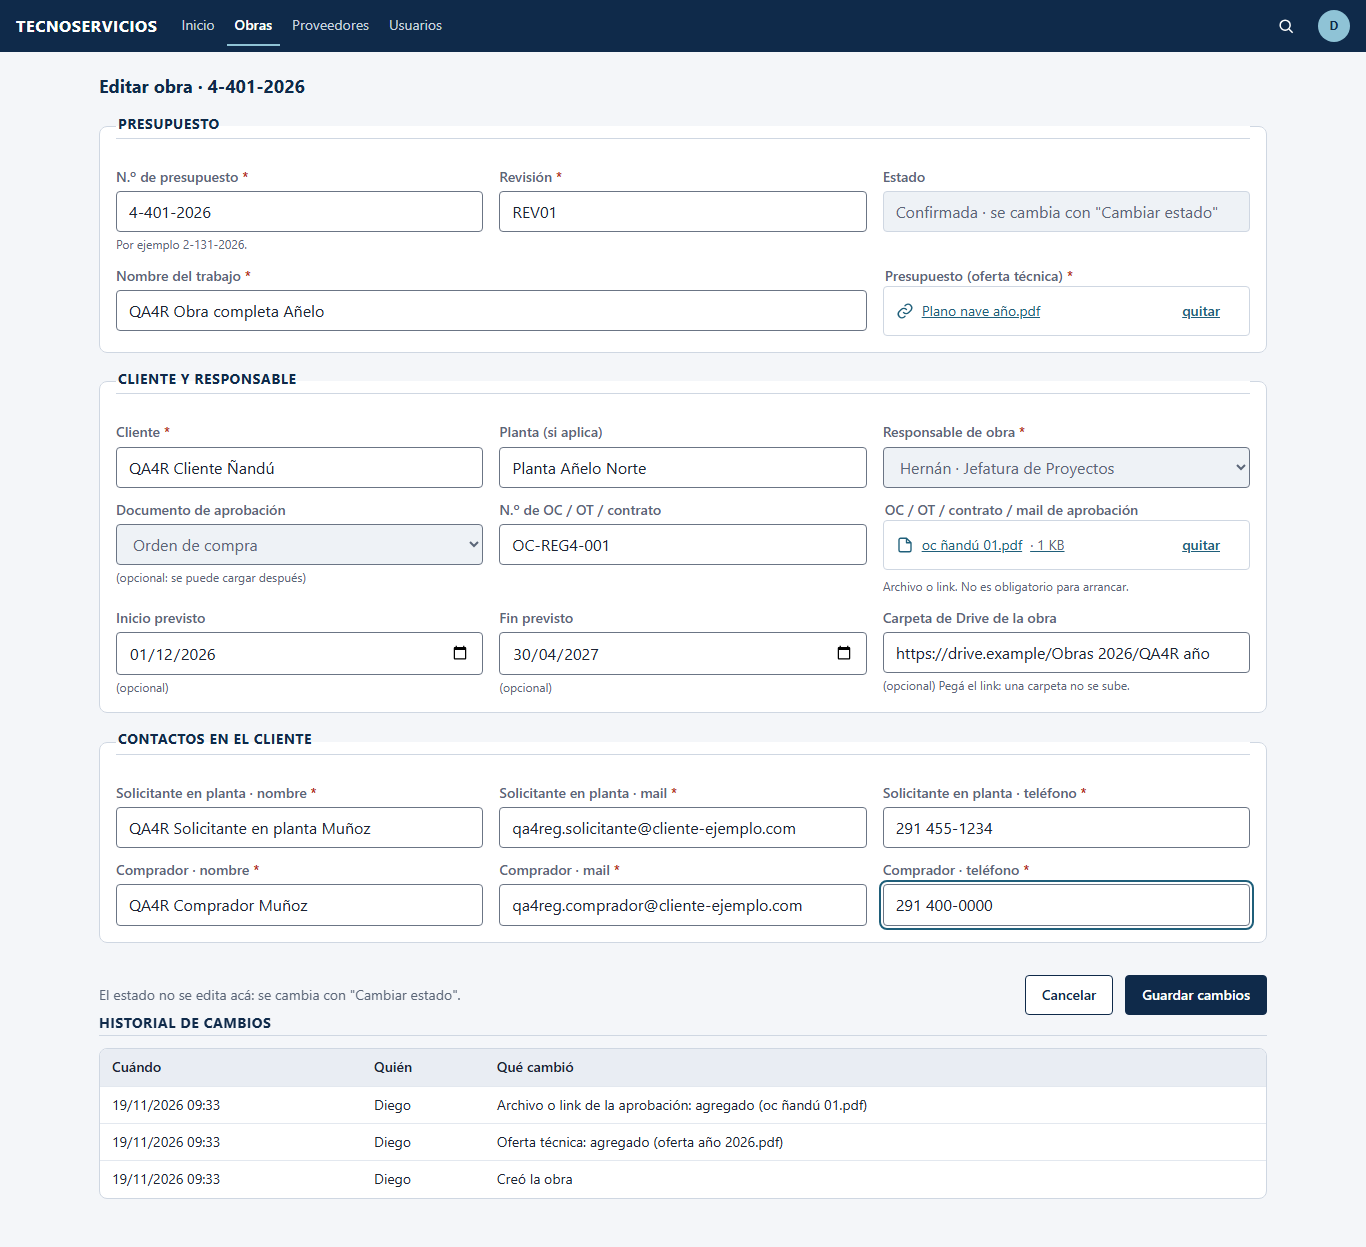 TECNOSERVICIOS Inicio Obras Proveedores Usuarios D
Editar obra · 4-401-2026
PRESUPUESTO
N.º de presupuesto * Revisión * Estado
4-401-2026 REV01 Confirmada · se cambia con "Cambiar estado"
Por ejemplo 2-131-2026.
Nombre del trabajo * Presupuesto (oferta técnica) *
QA4R Obra completa Añelo Plano nave año.pdf quitar
CLIENTE Y RESPONSABLE
Cliente * Planta (si aplica) Responsable de obra *
QA4R Cliente Ñandú Planta Añelo Norte Hernán · Jefatura de Proyectos
Documento de aprobación N.º de OC / OT / contrato OC / OT / contrato / mail de aprobación
Orden de compra OC-REG4-001 oc ñandú 01.pdf · 1 KB quitar
(opcional: se puede cargar después) Archivo o link. No es obligatorio para arrancar.
Inicio previsto Fin previsto Carpeta de Drive de la obra
01/12/2026 30/04/2027 https://drive.example/Obras 2026/QA4R año
(opcional) (opcional) (opcional) Pegá el link: una carpeta no se sube.
CONTACTOS EN EL CLIENTE
Solicitante en planta · nombre * Solicitante en planta · mail * Solicitante en planta · teléfono *
QA4R Solicitante en planta Muñoz qa4reg.solicitante@cliente-ejemplo.com 291 455-1234
Comprador · nombre * Comprador · mail * Comprador · teléfono *
QA4R Comprador Muñoz qa4reg.comprador@cliente-ejemplo.com 291 400-0000
El estado no se edita acá: se cambia con "Cambiar estado". Cancelar Guardar cambios
HISTORIAL DE CAMBIOS
Cuándo Quién Qué cambió
19/11/2026 09:33 Diego Archivo o link de la aprobación: agregado (oc ñandú 01.pdf)
19/11/2026 09:33 Diego Oferta técnica: agregado (oferta año 2026.pdf)
19/11/2026 09:33 Diego Creó la obra